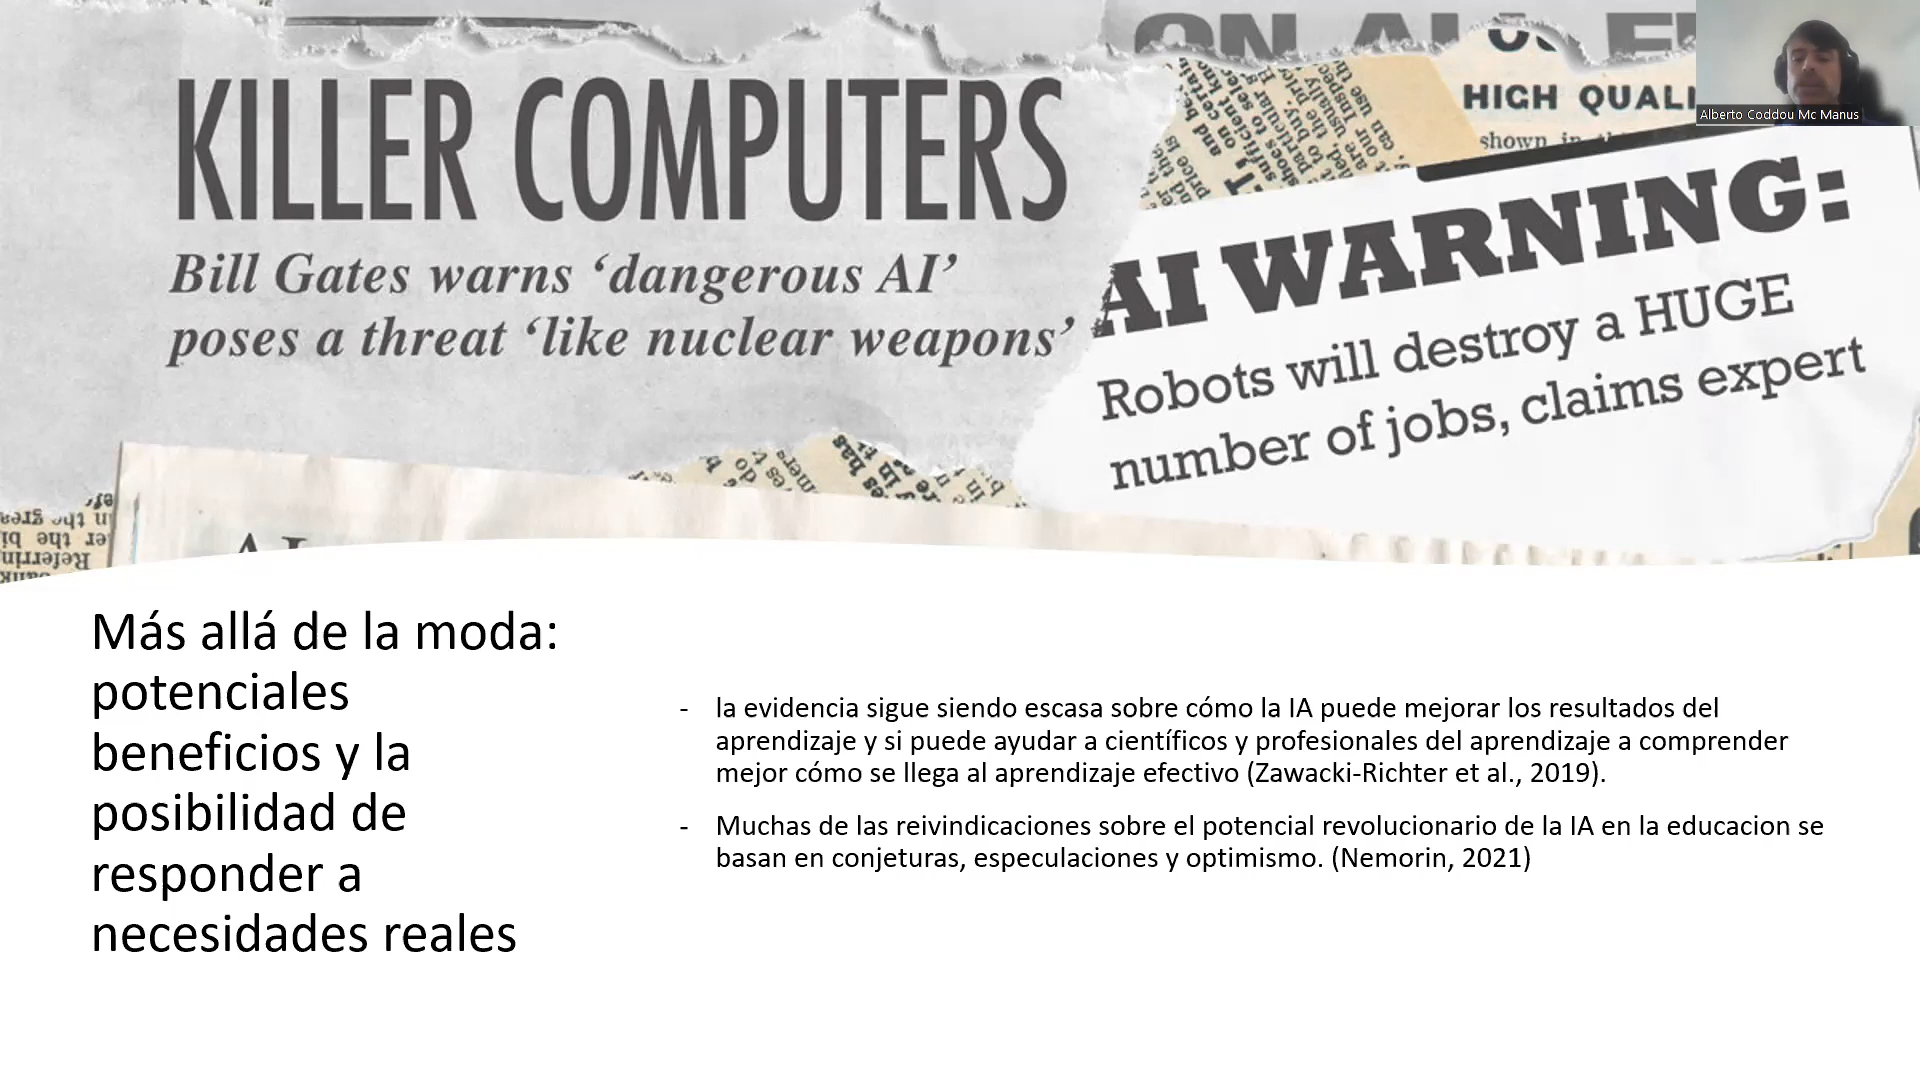 KILLER COMPUTERS
Bill Gates warns ‘dangerous AI’
poses a threat ‘like nuclear weapons’
HIGH QUALI
shown in
Alberto Coddou Mc Manus
AI WARNING:
Robots will destroy a HUGE
number of jobs, claims expert
Más allá de la moda:
potenciales
beneficios y la
posibilidad de
responder a
necesidades reales
- la evidencia sigue siendo escasa sobre cómo la IA puede mejorar los resultados del
aprendizaje y si puede ayudar a científicos y profesionales del aprendizaje a comprender
mejor cómo se llega al aprendizaje efectivo (Zawacki-Richter et al., 2019).
- Muchas de las reivindicaciones sobre el potencial revolucionario de la IA en la educacion se
basan en conjeturas, especulaciones y optimismo. (Nemorin, 2021)